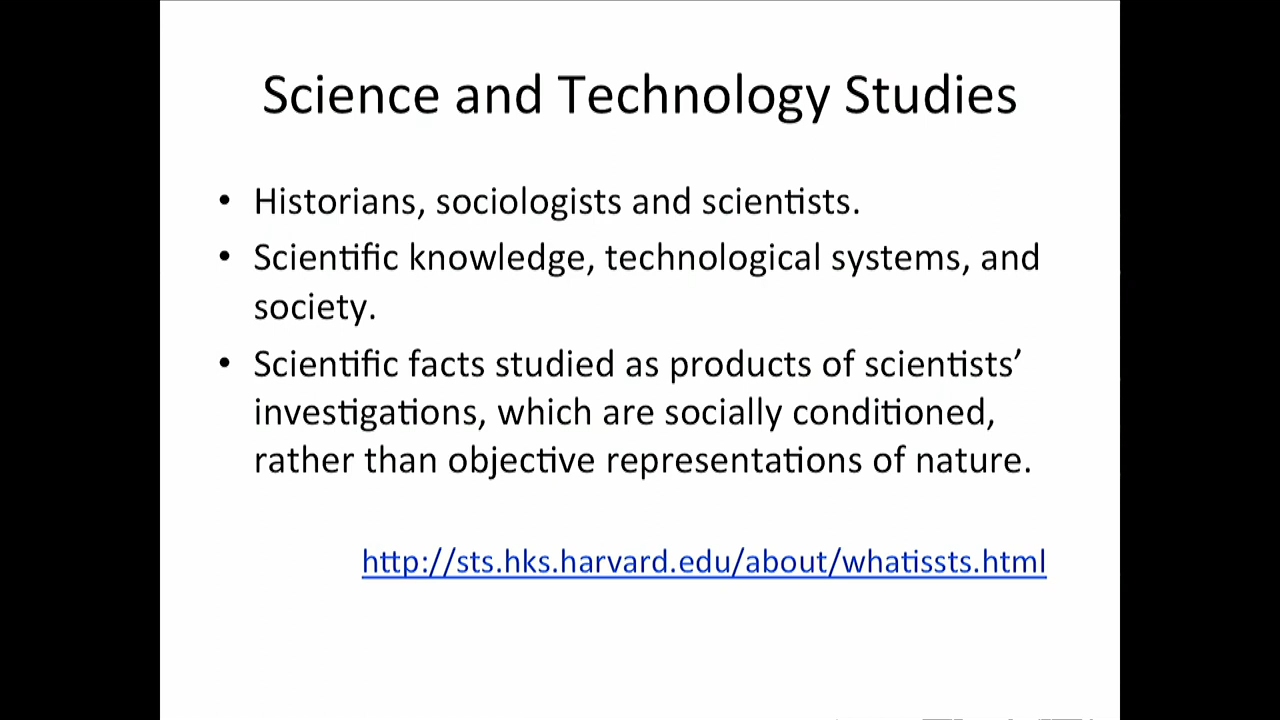 Science and Technology Studies
• Historians, sociologists and scientists.
• Scientific knowledge, technological systems, and
society.
• Scientific facts studied as products of scientists’
investigations, which are socially conditioned,
rather than objective representations of nature.
http://sts.hks.harvard.edu/about/whatissts.html